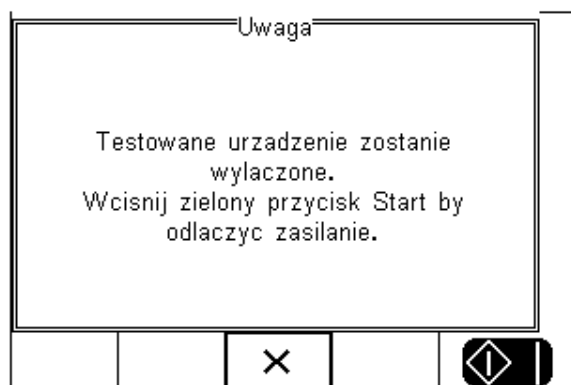 Uwaga
Testowane urzadzenie zostanie
wylaczone.
Wcisnij zielony przycisk Start by
odlaczyc zasilanie.